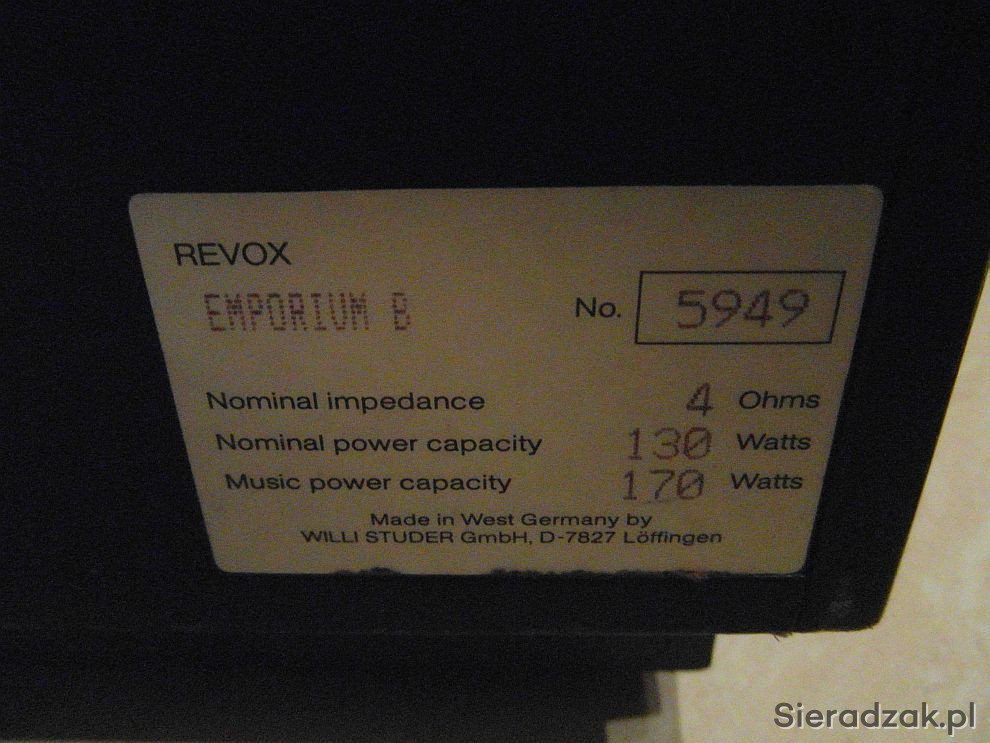 REVOX
EMPORIUM B No. 5949
Nominal impedance 4 Ohms
Nominal power capacity 130 Watts
Music power capacity 170 Watts
Made in West Germany by
WILLI STUDER GmbH, D-7827 Löffingen
Sieradzak.pl